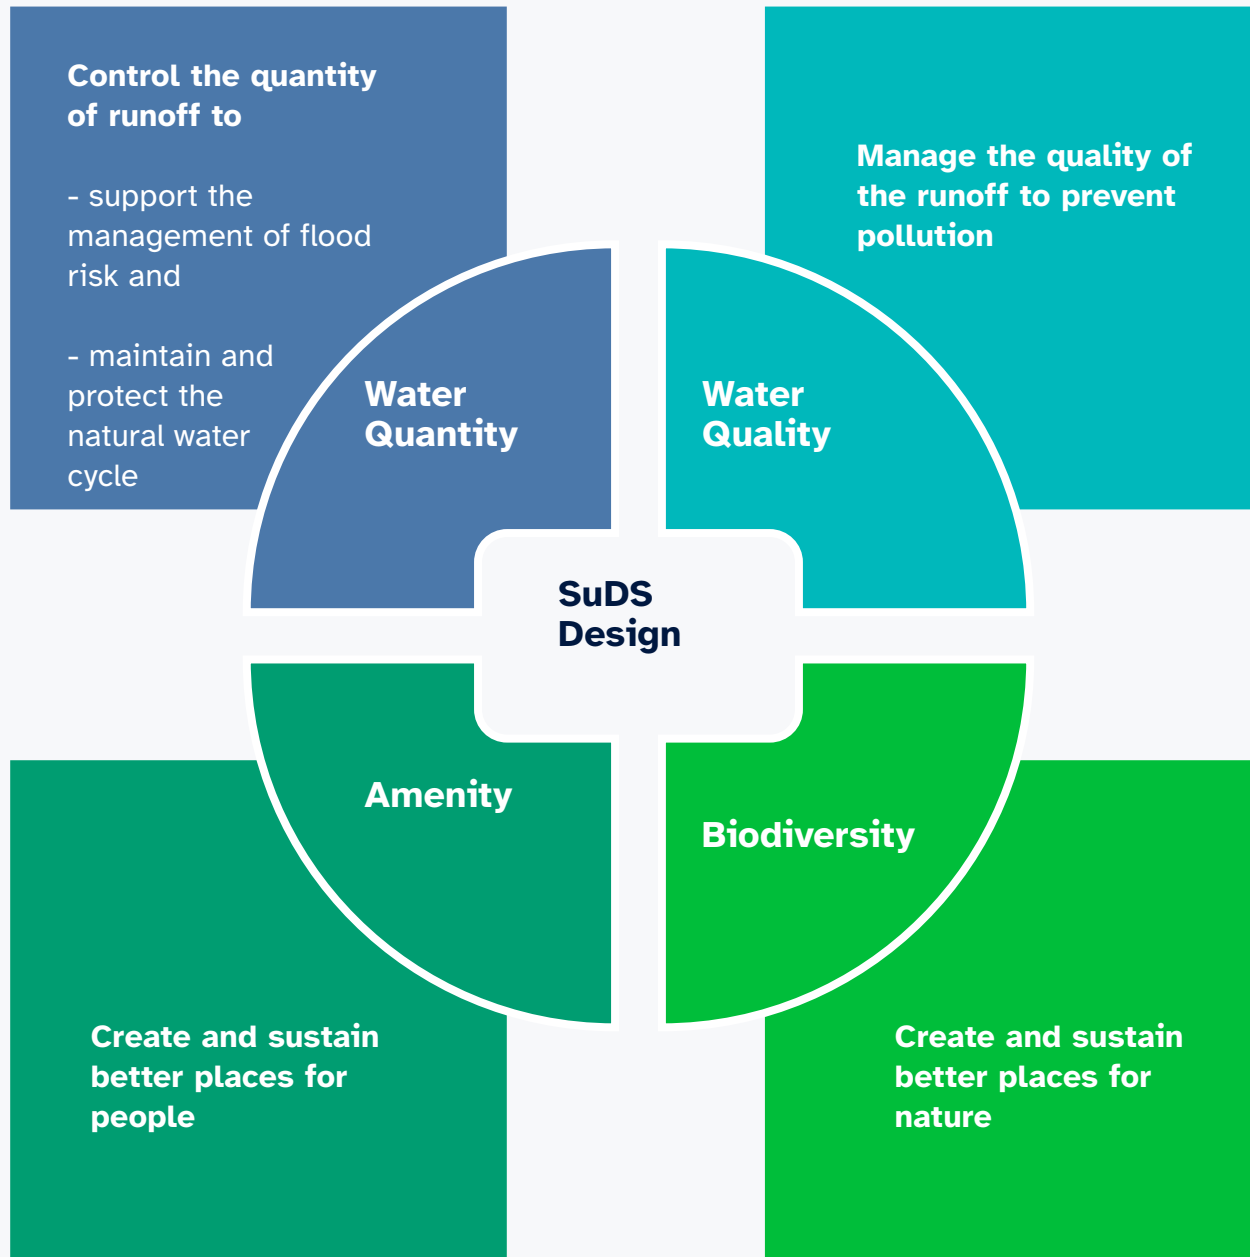 Control the quantity
of runoff to
- support the
management of flood
risk and
- maintain and
protect the
natural water
cycle
Water
Quantity
Manage the quality of
the runoff to prevent
pollution
Water
Quality
SuDS
Design
Amenity
Create and sustain
better places for
people
Biodiversity
Create and sustain
better places for
nature